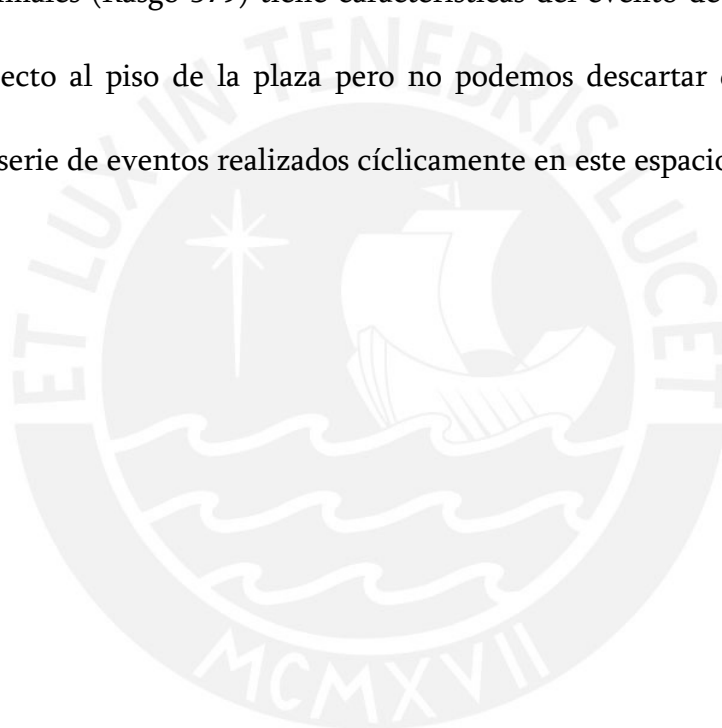 tiene características del evento
ecto al piso de la plaza pero no podemos descartar
serie de eventos realizados cíclicamente en este espacio
ET LUX IN TENEBRIS LUCET
MCMXVII